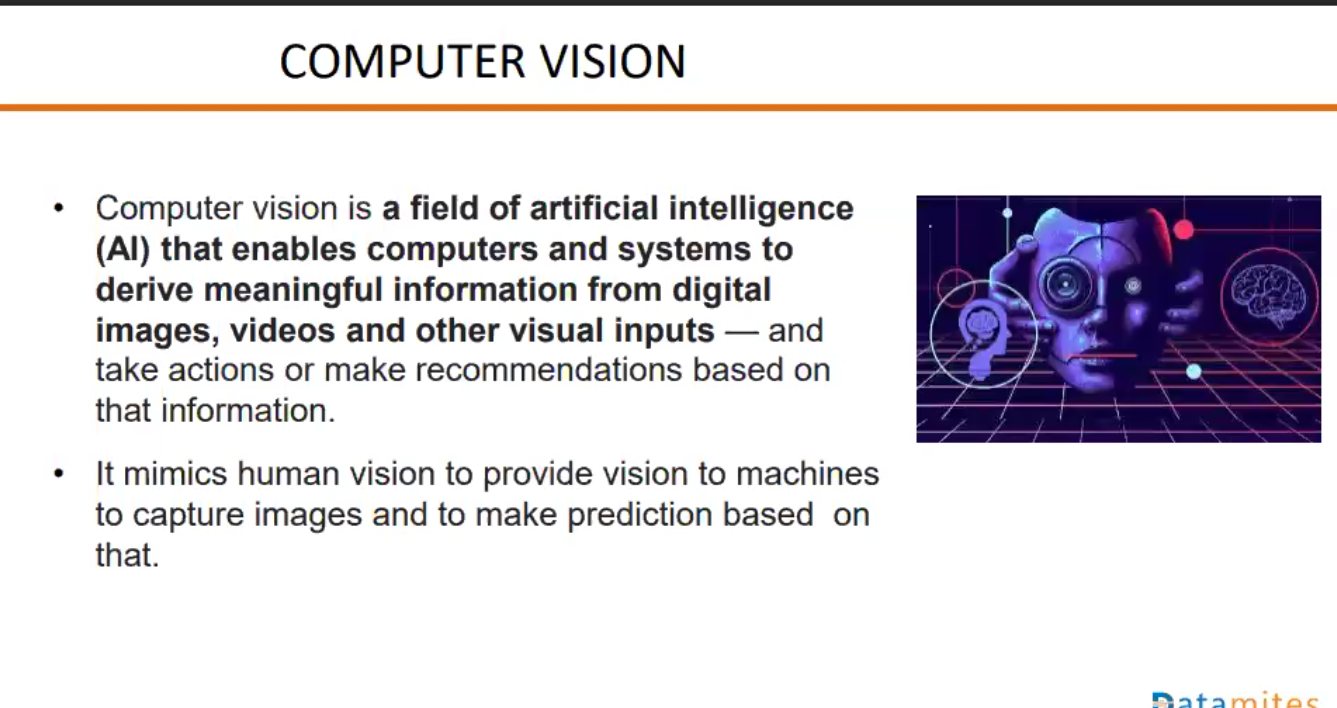 COMPUTER VISION
• Computer vision is a field of artificial intelligence
(AI) that enables computers and systems to
derive meaningful information from digital
images, videos and other visual inputs — and
take actions or make recommendations based on
that information.
• It mimics human vision to provide vision to machines
to capture images and to make prediction based  on
that.
Datamites